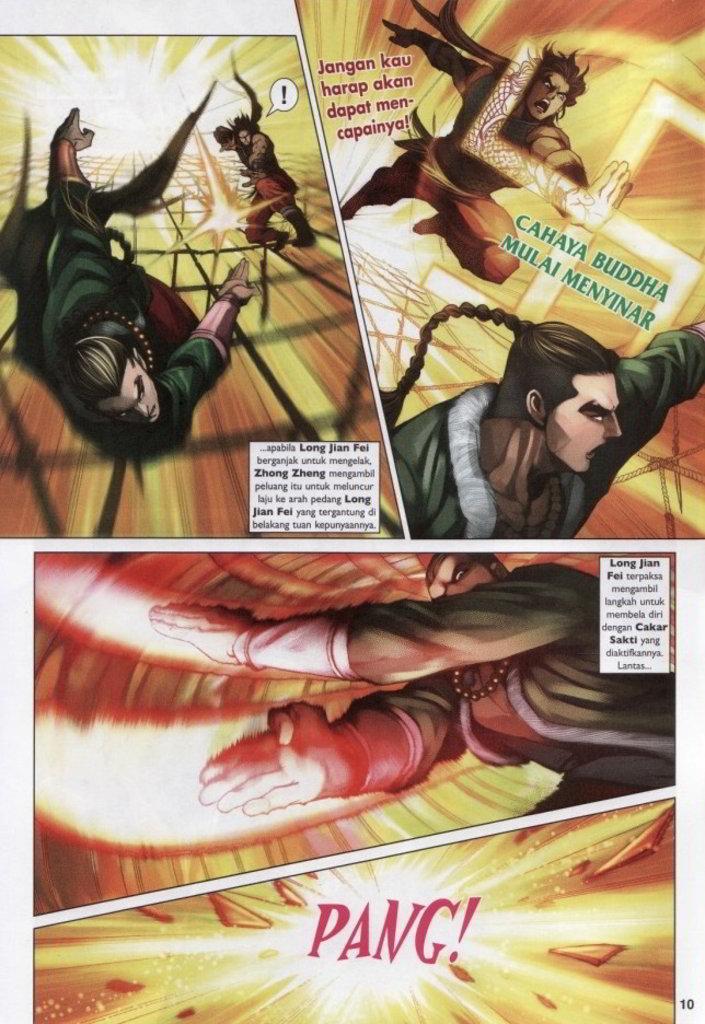 !
...apabila Long Jian Fei
berganjak untuk mengelak,
Zhong Zheng mengambil
peluang itu untuk meluncur
laju ke arah pedang Long
Jian Fei yang tergantung di
belakang tuan kepunyaannya.
Jangan kau
harap akan
dapat men-
capainya!
CAHAYA BUDDHA
MULAI MENYINAR
Long Jian
Fei terpaksa
mengambil
langkah untuk
membela diri
dengan Cakar
Sakti yang
diaktifkannya.
Lantas...
PANG!
10